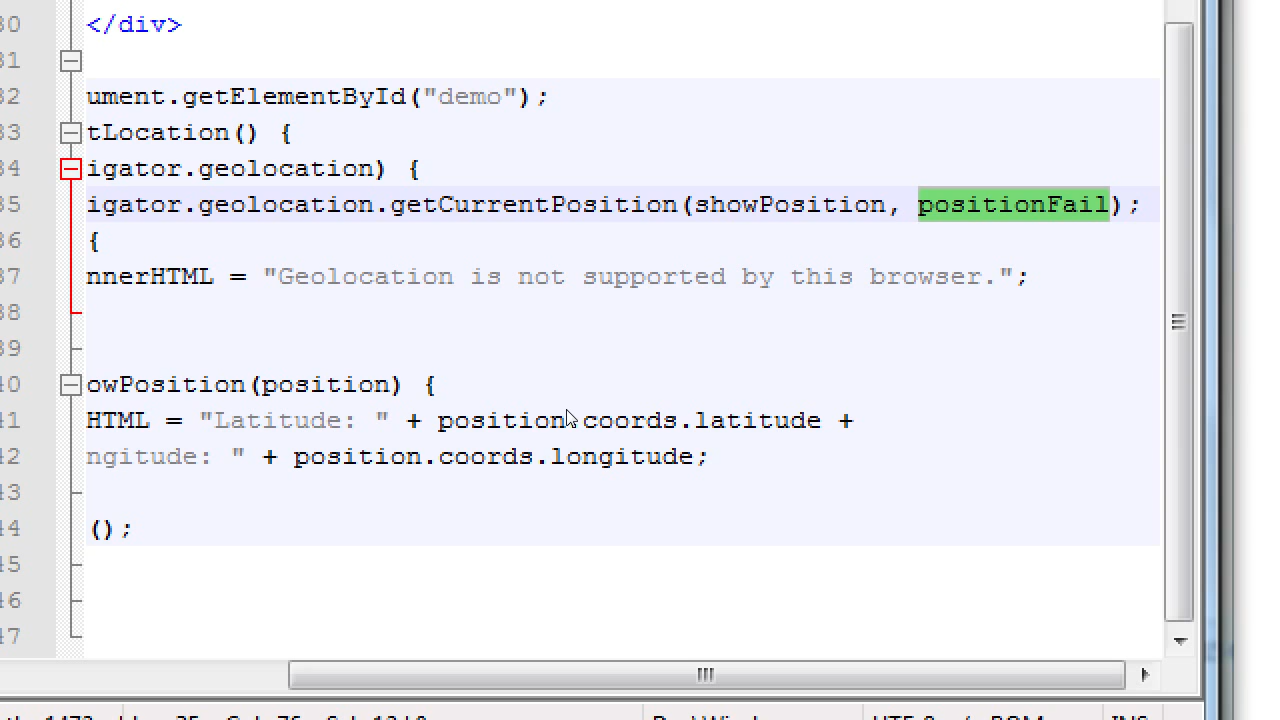 30 </div>
31
32 ument.getElementById("demo");
33 tLocation() {
34 igator.geolocation) {
35 igator.geolocation.getCurrentPosition(showPosition, positionFail);
36 {
37 nnerHTML = "Geolocation is not supported by this browser.";
38
39
40 owPosition(position) {
41 HTML = "Latitude: " + position.coords.latitude +
42 ngitude: " + position.coords.longitude;
43
44 ();
45
46
47